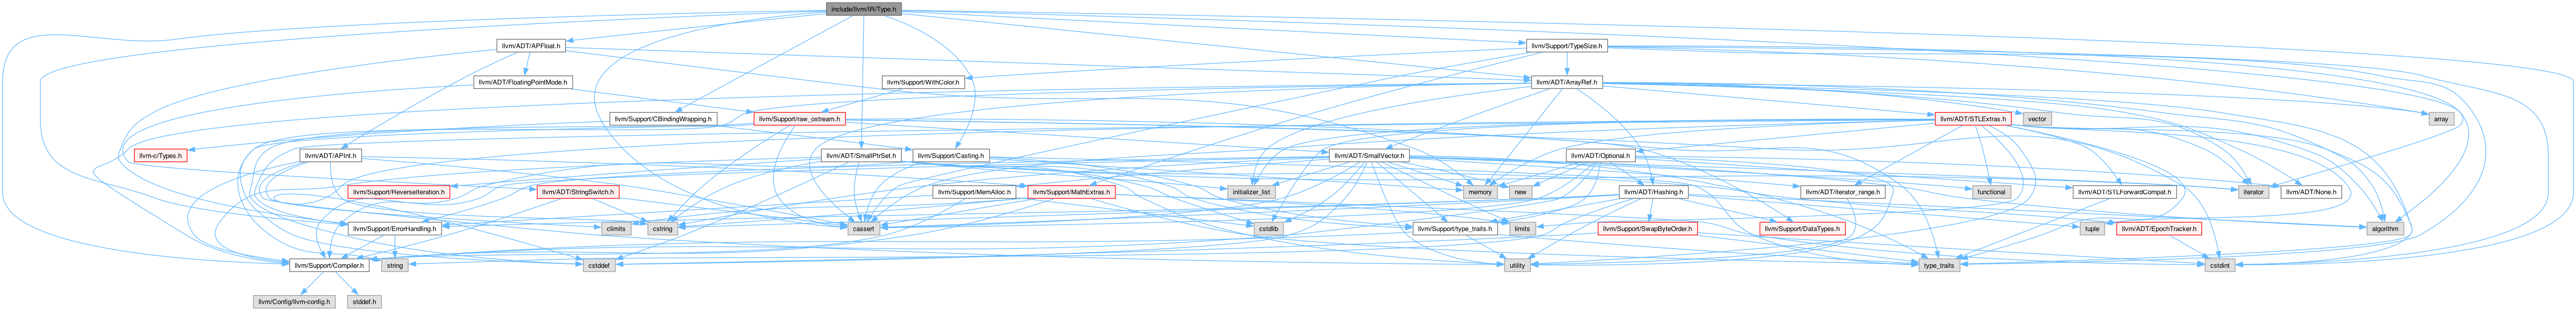 include/llvm/IR/Type.h
llvm/ADT/APFloat.h
llvm/Support/TypeSize.h
llvm/ADT/FloatingPointMode.h
llvm/Support/WithColor.h
llvm/ADT/ArrayRef.h
llvm/Support/CBindingWrapping.h
llvm/Support/raw_ostream.h
llvm/ADT/STLExtras.h
vector
array
llvm-c/Types.h
llvm/ADT/APInt.h
llvm/ADT/SmallPtrSet.h
llvm/Support/Casting.h
llvm/ADT/SmallVector.h
llvm/ADT/Optional.h
llvm/Support/ReverseIteration.h
llvm/ADT/StringSwitch.h
llvm/Support/MemAlloc.h
llvm/Support/MathExtras.h
initializer_list
memory
new
llvm/ADT/Hashing.h
llvm/ADT/iterator_range.h
functional
llvm/ADT/STLForwardCompat.h
iterator
llvm/ADT/None.h
llvm/Support/ErrorHandling.h
climits
cstring
cassert
cstdlib
llvm/Support/type_traits.h
limits
llvm/Support/SwapByteOrder.h
llvm/Support/DataTypes.h
tuple
llvm/ADT/EpochTracker.h
algorithm
llvm/Support/Compiler.h
string
cstddef
utility
type_traits
cstdint
llvm/Config/llvm-config.h
stddef.h